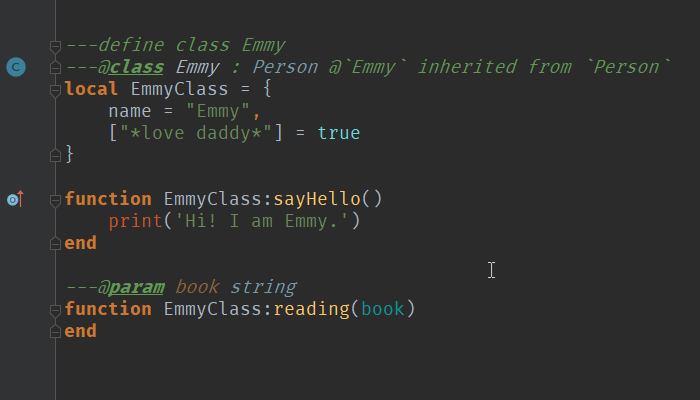 ---define class Emmy
---@class Emmy : Person @`Emmy` inherited from `Person`
local EmmyClass = {
    name = "Emmy",
    ["*love daddy*"] = true
}
function EmmyClass:sayHello()
    print('Hi! I am Emmy.')
end
---@param book string
function EmmyClass:reading(book)
end